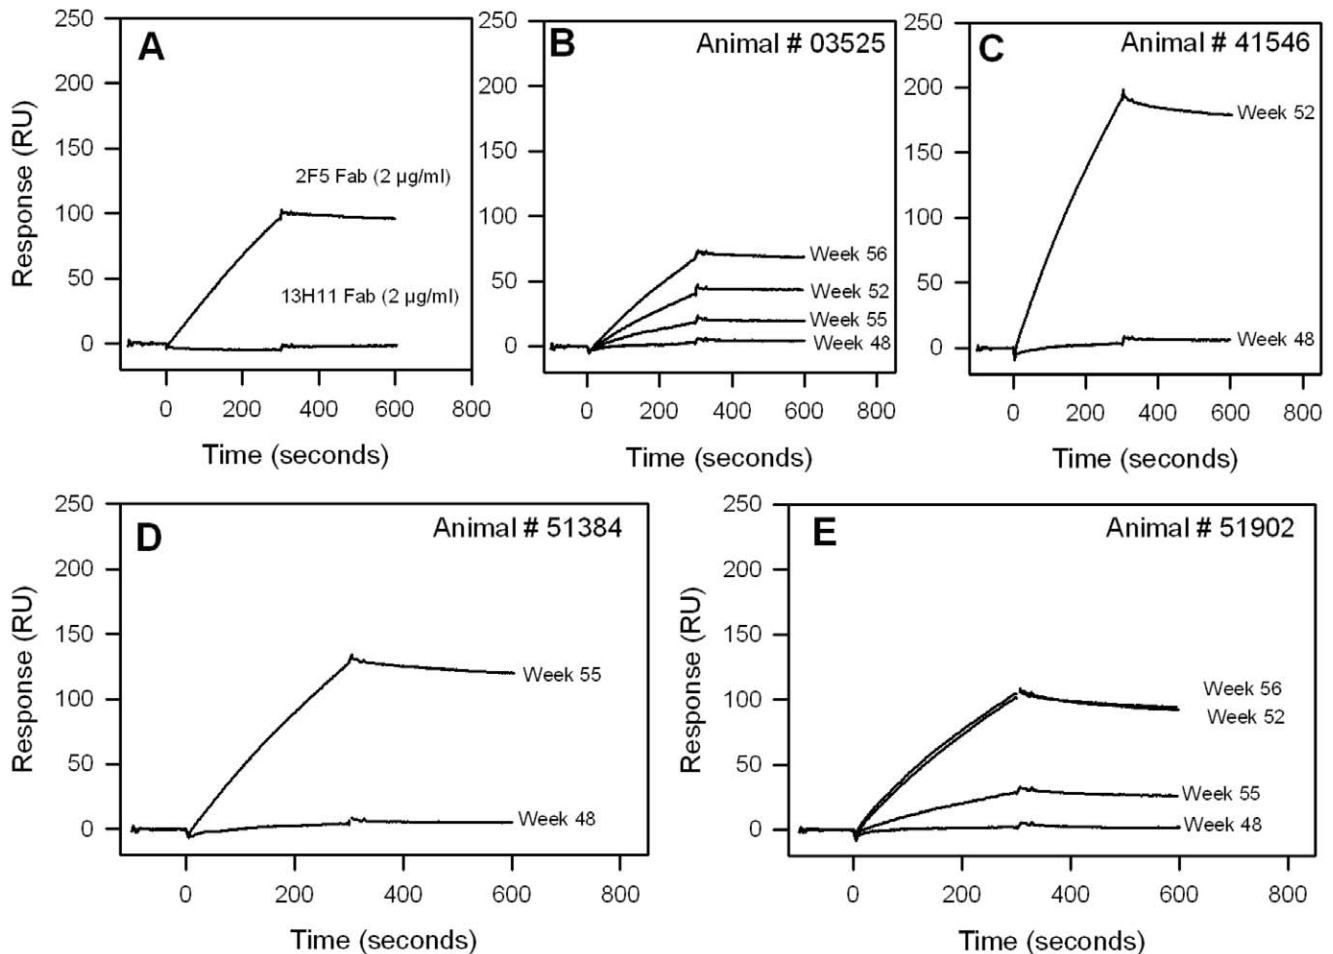 A
250
200
150
100
50
0
Response (RU)
2F5 Fab (2 µg/ml)
13H11 Fab (2 µg/ml)
0 200 400 600 800
Time (seconds)
B
Animal # 03525
250
200
150
100
50
0
Week 56
Week 52
Week 55
Week 48
0 200 400 600 800
Time (seconds)
C
Animal # 41546
250
200
150
100
50
0
Week 52
Week 48
0 200 400 600 800
Time (seconds)
D
Animal # 51384
250
200
150
100
50
0
Response (RU)
Week 55
Week 48
0 200 400 600 800
Time (seconds)
E
Animal # 51902
250
200
150
100
50
0
Response (RU)
Week 56
Week 52
Week 55
Week 48
0 200 400 600 800
Time (seconds)